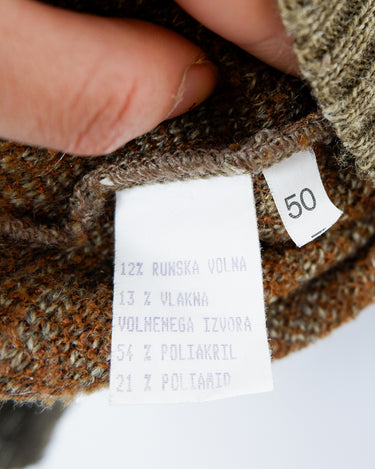 50
12% RUNSKA VOLNA
13 % VLAKNA
VOLNENEGA IZVORA
54 % POLIAKRIL
21 % POLIAMID